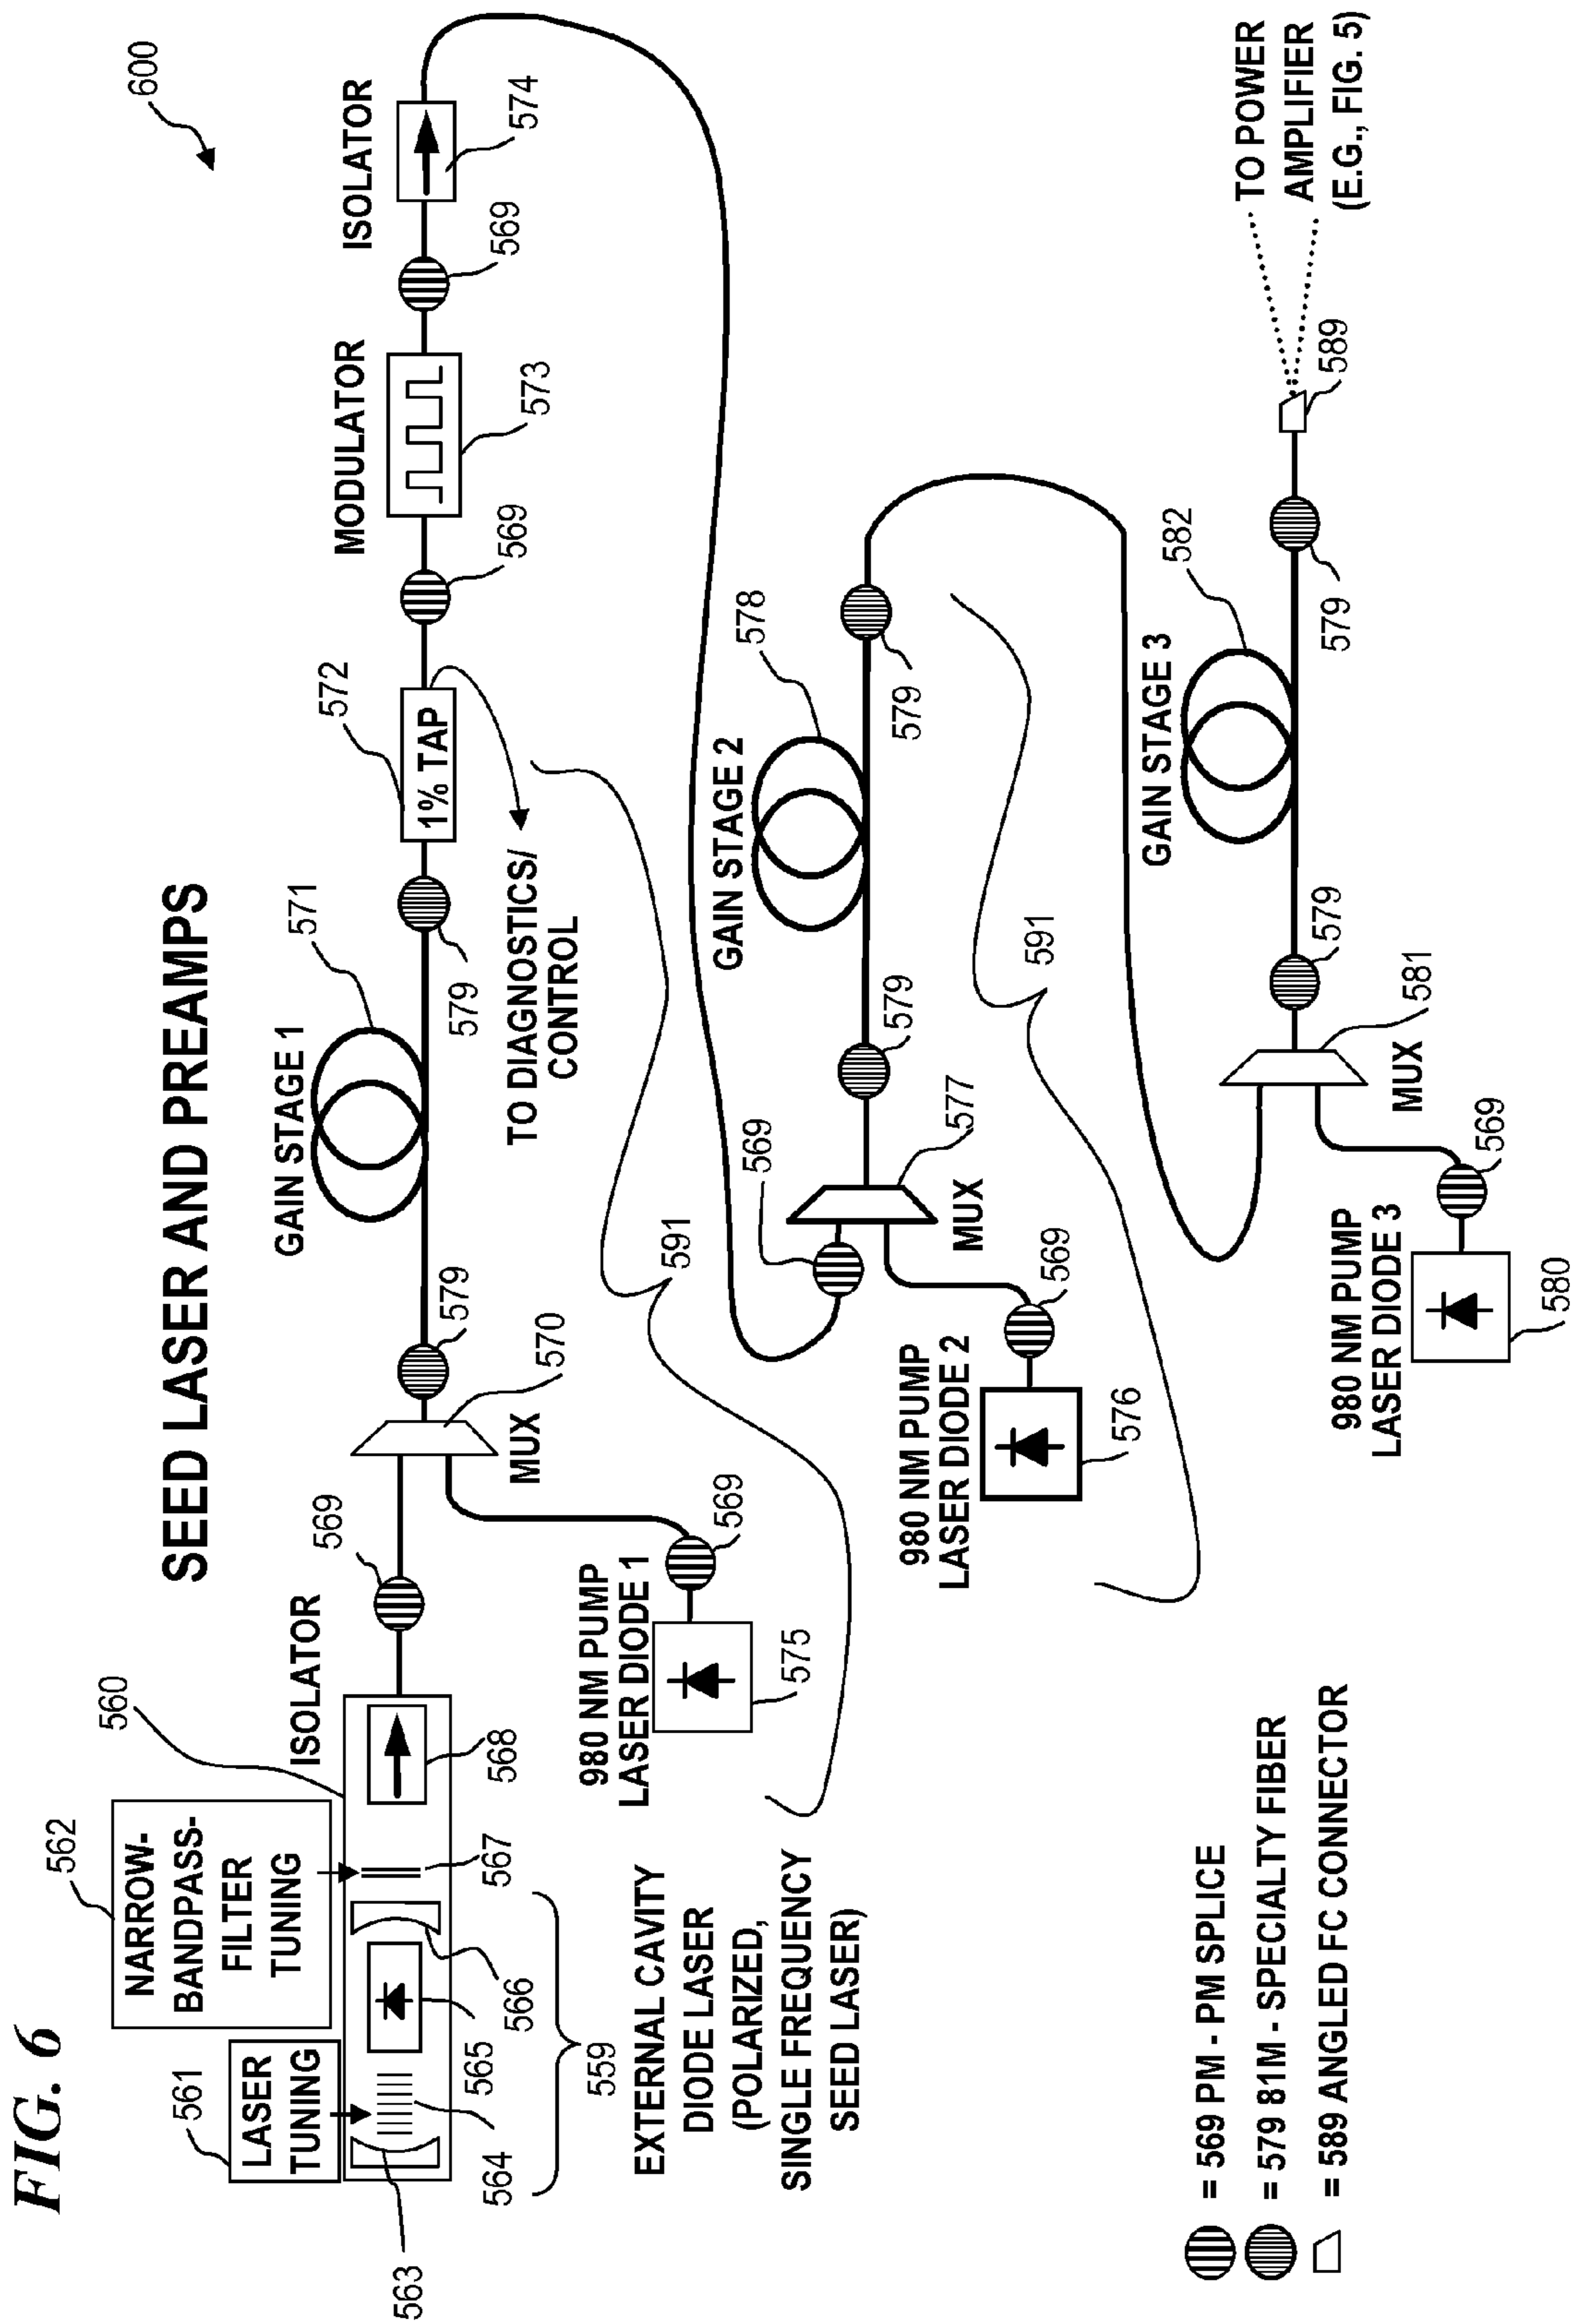 FIG. 6
SEED LASER AND PREAMPS
600
561
LASER
TUNING
562
NARROW-
BANDPASS-
FILTER
TUNING
560
ISOLATOR
563
564
565
566
567
568
559
EXTERNAL CAVITY
DIODE LASER
(POLARIZED,
SINGLE FREQUENCY
SEED LASER)
569
MUX
570
579
GAIN STAGE 1
571
579
572
1% TAP
TO DIAGNOSTICS/
CONTROL
569
MODULATOR
573
569
ISOLATOR
574
980 NM PUMP
LASER DIODE 1
575
569
591
569
MUX
577
579
GAIN STAGE 2
578
579
980 NM PUMP
LASER DIODE 2
576
569
591
MUX
581
579
GAIN STAGE 3
582
579
589
TO POWER
AMPLIFIER
(E.G., FIG. 5)
980 NM PUMP
LASER DIODE 3
580
569
= 569 PM - PM SPLICE
= 579 81M - SPECIALTY FIBER
= 589 ANGLED FC CONNECTOR